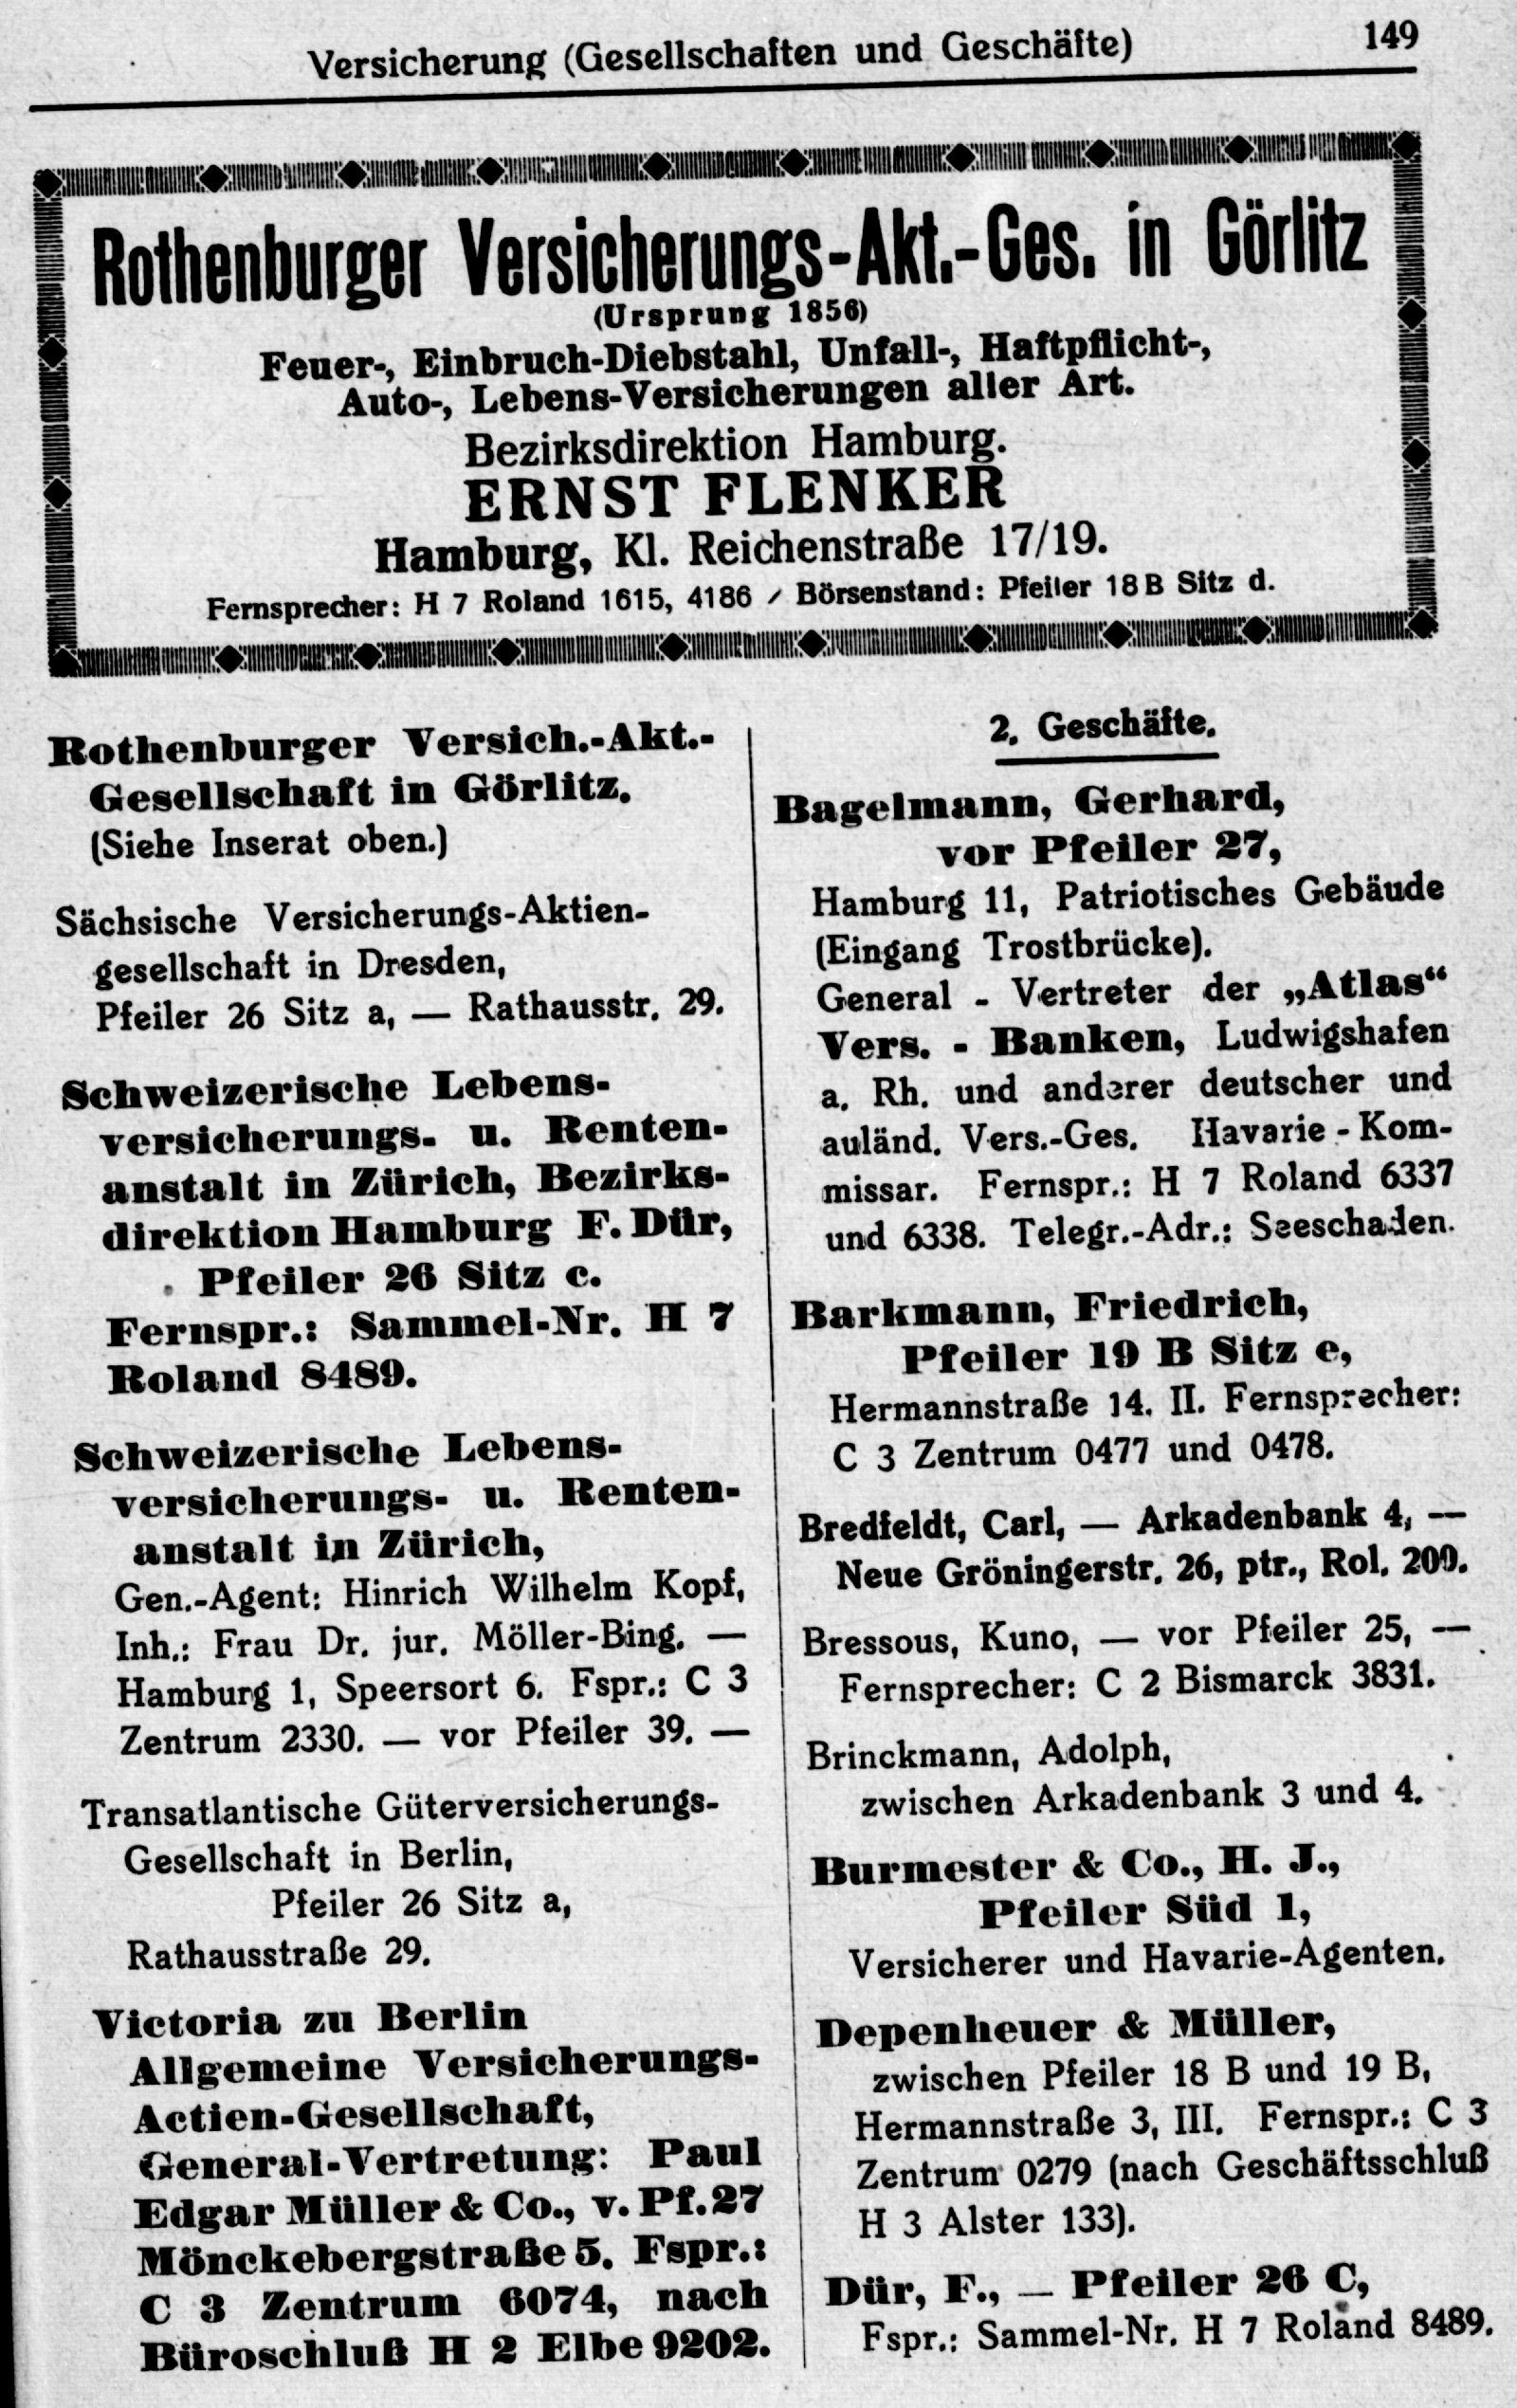 Versicherung (Gesellschaften und Geschäfte)
149
Rothenburger Versicherungs-Akt.-Ges. in Görlitz
(Ursprung 1856)
Feuer-, Einbruch-Diebstahl, Unfall-, Haftpflicht-,
Auto-, Lebens-Versicherungen aller Art.
Bezirksdirektion Hamburg.
ERNST FLENKER
Hamburg, Kl. Reichenstraße 17/19.
Fernsprecher: H 7 Roland 1615, 4186 / Börsenstand: Pfeiler 18 B Sitz d.
Rothenburger Versich.-Akt.-
Gesellschaft in Görlitz.
(Siehe Inserat oben.)
Sächsische Versicherungs-Aktien-
gesellschaft in Dresden,
Pfeiler 26 Sitz a, — Rathausstr. 29.
Schweizerische Lebens-
versicherungs- u. Renten-
anstalt in Zürich, Bezirks-
direktion Hamburg F. Dür,
Pfeiler 26 Sitz c.
Fernspr.: Sammel-Nr. H 7
Roland 8489.
Schweizerische Lebens-
versicherungs- u. Renten-
anstalt in Zürich,
Gen.-Agent: Hinrich Wilhelm Kopf,
Inh.: Frau Dr. jur. Möller-Bing. —
Hamburg 1, Speersort 6. Fspr.: C 3
Zentrum 2330. — vor Pfeiler 39. —
Transatlantische Güterversicherungs-
Gesellschaft in Berlin,
Pfeiler 26 Sitz a,
Rathausstraße 29.
Victoria zu Berlin
Allgemeine Versicherungs-
Actien-Gesellschaft,
General-Vertretung: Paul
Edgar Müller & Co., v. Pf. 27
Mönckebergstraße 5. Fspr.:
C 3 Zentrum 6074, nach
Büroschluß H 2 Elbe 9202.
2. Geschäfte.
Bagelmann, Gerhard,
vor Pfeiler 27,
Hamburg 11, Patriotisches Gebäude
(Eingang Trostbrücke).
General - Vertreter der „Atlas“
Vers. - Banken, Ludwigshafen
a. Rh. und anderer deutscher und
auländ. Vers.-Ges. Havarie - Kom-
missar. Fernspr.: H 7 Roland 6337
und 6338. Telegr.-Adr.: Seeschaden.
Barkmann, Friedrich,
Pfeiler 19 B Sitz e,
Hermannstraße 14. II. Fernsprecher:
C 3 Zentrum 0477 und 0478.
Bredfeldt, Carl, — Arkadenbank 4, —
Neue Gröningerstr. 26, ptr., Rol. 200.
Bressous, Kuno, — vor Pfeiler 25, —
Fernsprecher: C 2 Bismarck 3831.
Brinckmann, Adolph,
zwischen Arkadenbank 3 und 4.
Burmester & Co., H. J.,
Pfeiler Süd 1,
Versicherer und Havarie-Agenten.
Depenheuer & Müller,
zwischen Pfeiler 18 B und 19 B,
Hermannstraße 3, III. Fernspr.: C 3
Zentrum 0279 (nach Geschäftsschluß
H 3 Alster 133).
Dür, F., — Pfeiler 26 C,
Fspr.: Sammel-Nr. H 7 Roland 8489.